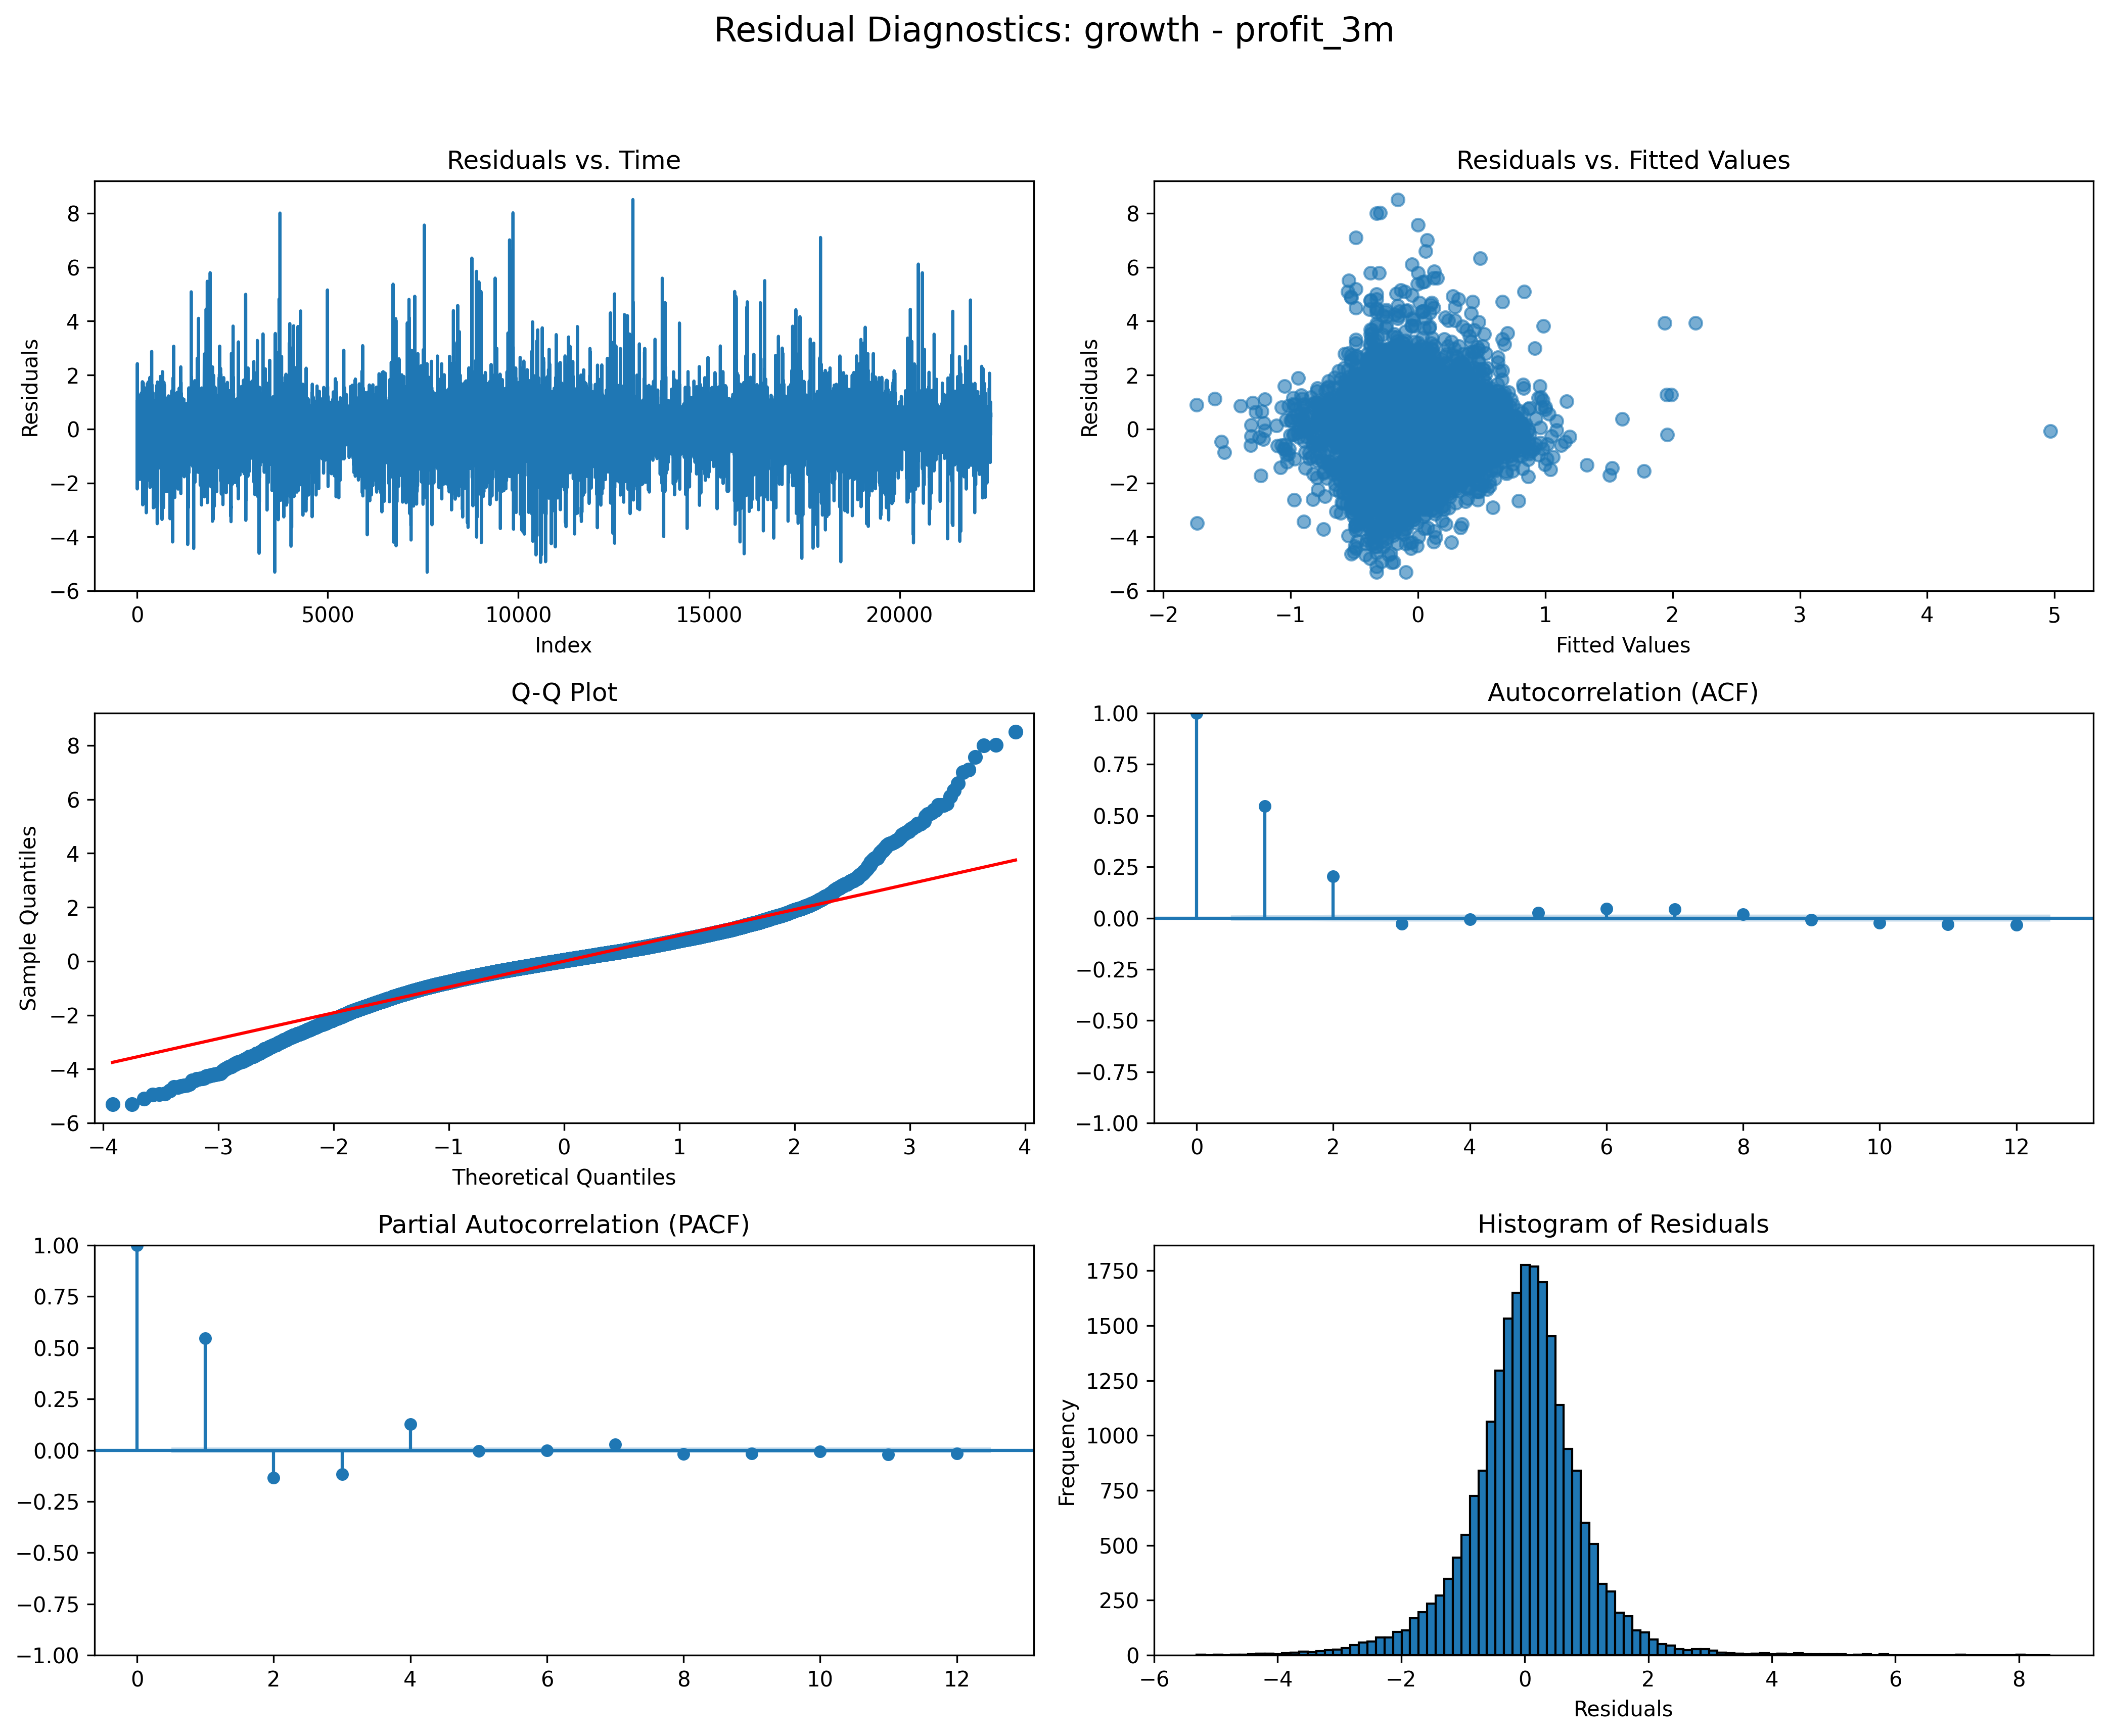 Residual Diagnostics: growth - profit_3m
Residuals vs. Time
Residuals
8
6
4
2
0
−2
−4
−6
0 5000 10000 15000 20000
Index
Residuals vs. Fitted Values
Residuals
8
6
4
2
0
−2
−4
−6
−2 −1 0 1 2 3 4 5
Fitted Values
Q-Q Plot
Sample Quantiles
8
6
4
2
0
−2
−4
−6
−4 −3 −2 −1 0 1 2 3 4
Theoretical Quantiles
Autocorrelation (ACF)
1.00
0.75
0.50
0.25
0.00
−0.25
−0.50
−0.75
−1.00
0 2 4 6 8 10 12
Partial Autocorrelation (PACF)
1.00
0.75
0.50
0.25
0.00
−0.25
−0.50
−0.75
−1.00
0 2 4 6 8 10 12
Histogram of Residuals
Frequency
1750
1500
1250
1000
750
500
250
0
−6 −4 −2 0 2 4 6 8
Residuals